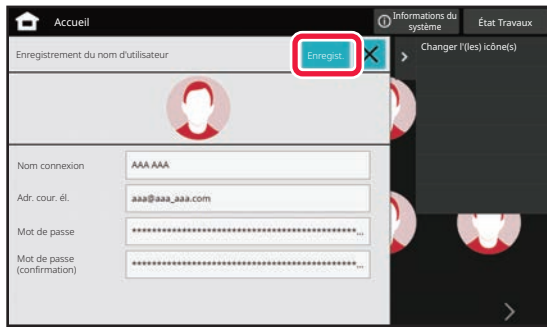 Accueil
Informations du
système
État Travaux
Enregistrement du nom d'utilisateur
Enregist.
Changer l'(les) icône(s)
Nom connexion
AAA AAA
Adr. cour. él.
aaa@aaa_aaa.com
Mot de passe
************************************************...
Mot de passe
(confirmation)
************************************************...